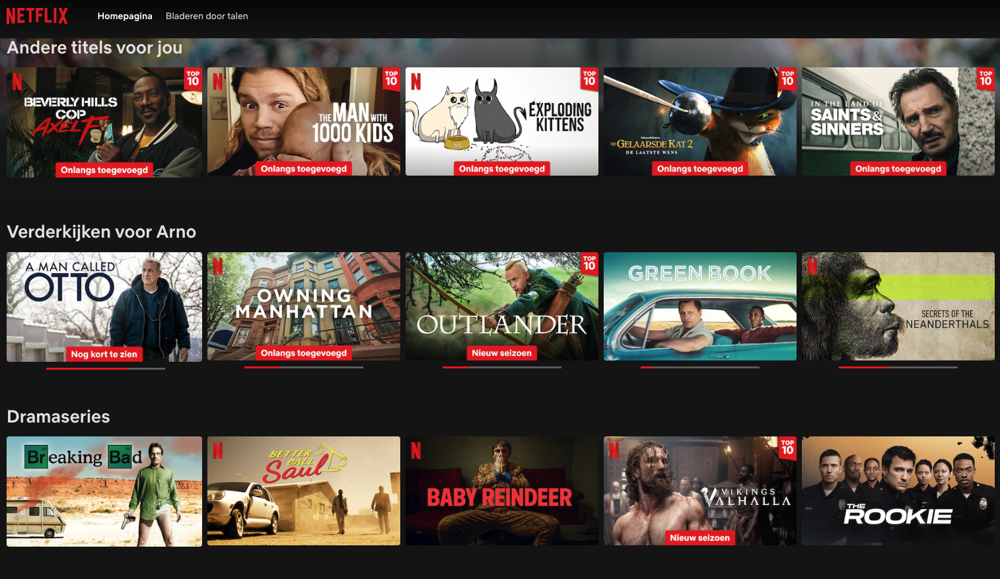 NETFLIX
Homepagina
Bladeren door talen
Andere titels voor jou
N
BEVERLY HILLS
COP
AXEL F
TOP
10
Onlangs toegevoegd
N
THE MAN WITH
1000 KIDS
TOP
10
Onlangs toegevoegd
N
EXPLODING
KITTENS
TOP
10
Onlangs toegevoegd
DreamWorks
DE GELAARSDE KAT 2
DE LAATSTE WENS
TOP
10
Onlangs toegevoegd
IN THE LAND OF
SAINTS &
SINNERS
TOP
10
Onlangs toegevoegd
Verderkijken voor Arno
A MAN CALLED
OTTO
Nog kort te zien
N
OWNING
MANHATTAN
Onlangs toegevoegd
OUTLANDER
TOP
10
Nieuw seizoen
GREEN BOOK
N
SECRETS OF THE
NEANDERTHALS
Dramaseries
Breaking Bad
N
BETTER
CALL
Saul
N
BABY REINDEER
N
VIKINGS
VALHALLA
TOP
10
Nieuw seizoen
THE
ROOKIE